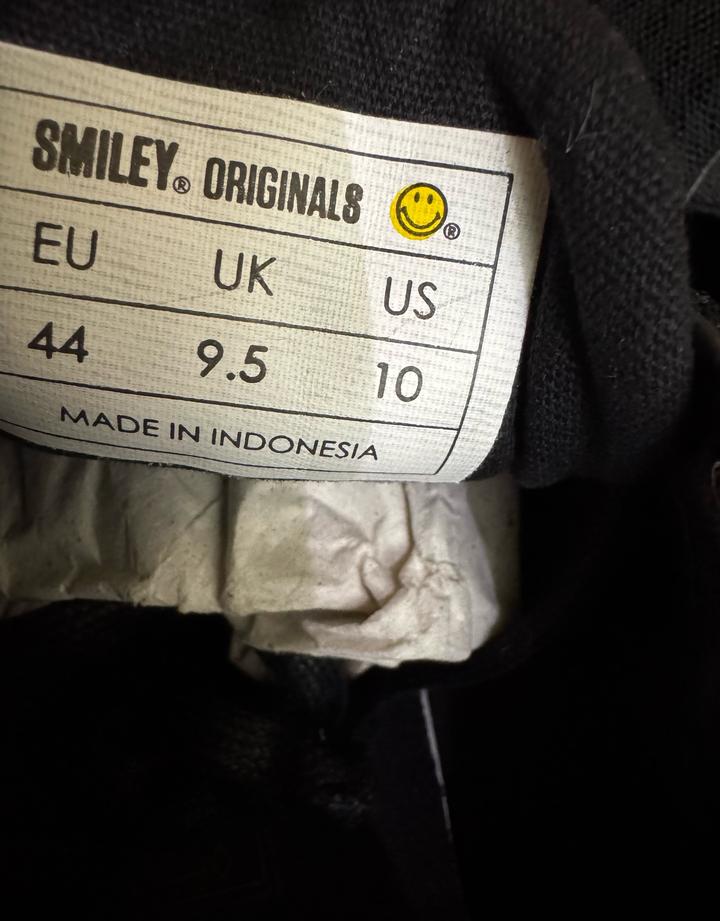 SMILEY® ORIGINALS ®
EU UK US
44 9.5 10
MADE IN INDONESIA